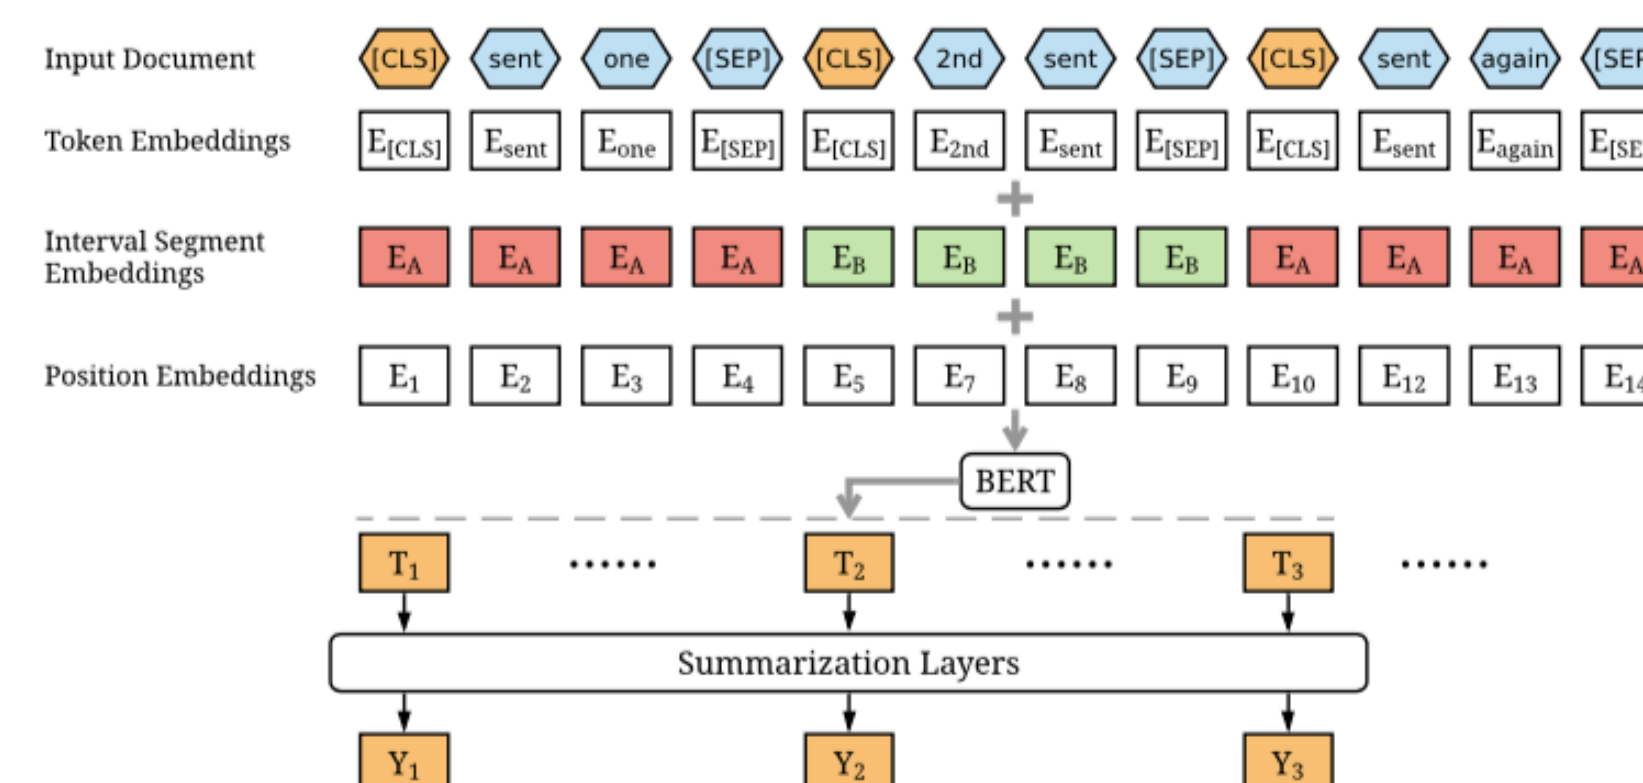 Input Document [CLS] sent one [SEP] [CLS] 2nd sent [SEP] [CLS] sent again [SEP
Token Embeddings E[CLS] Esent Eone E[SEP] E[CLS] E2nd Esent E[SEP] E[CLS] Esent Eagain E[SE
+
Interval Segment
Embeddings EA EA EA EA EB EB EB EB EA EA EA EA
+
Position Embeddings E1 E2 E3 E4 E5 E7 E8 E9 E10 E12 E13 E14
BERT
T1 ...... T2 ...... T3 ......
Summarization Layers
Y1 Y2 Y3